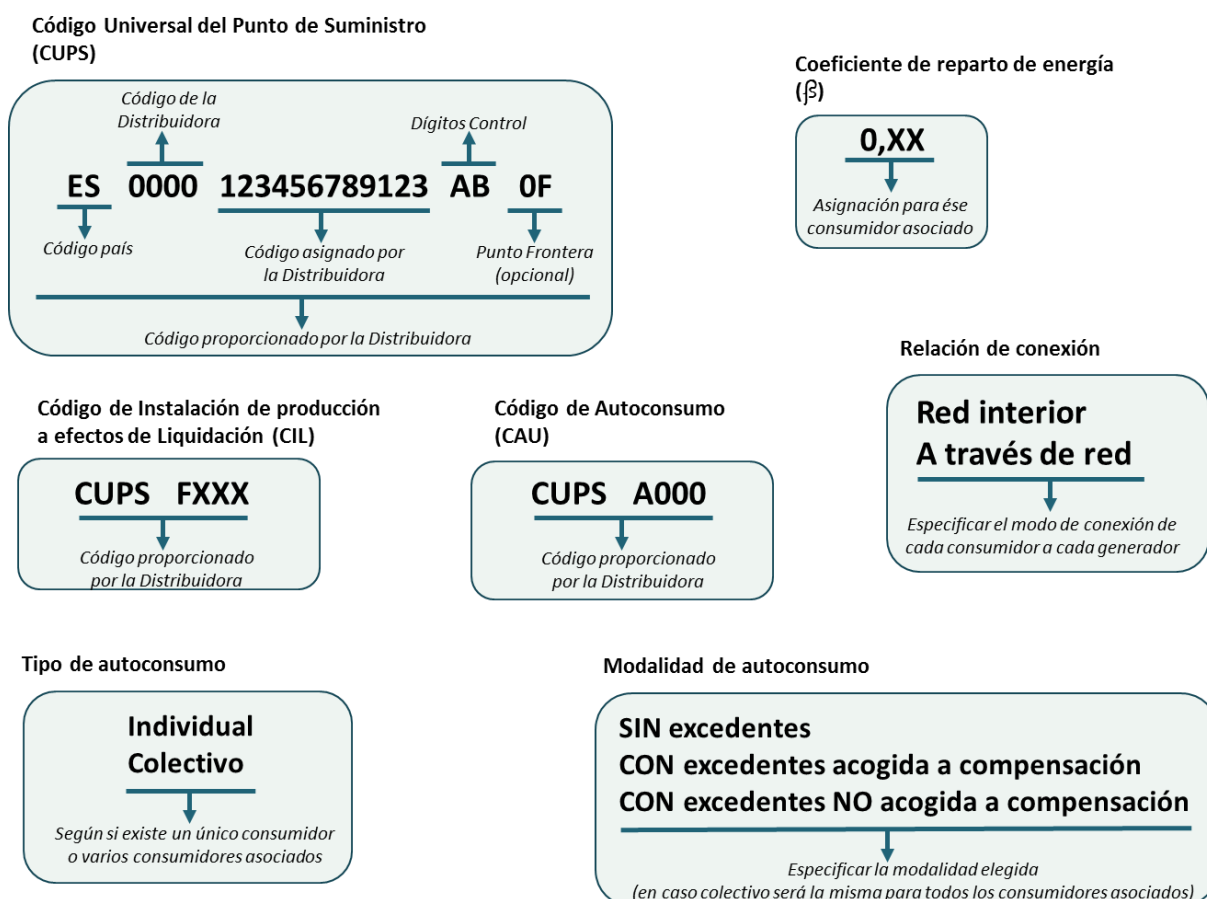 Código Universal del Punto de Suministro
(CUPS)
Código de la
Distribuidora
Dígitos Control
ES 0000 123456789123 AB 0F
Código país
Código asignado por
la Distribuidora
Punto Frontera
(opcional)
Código proporcionado por la Distribuidora
Coeficiente de reparto de energía
(β)
0,XX
Asignación para ése
consumidor asociado
Código de Instalación de producción
a efectos de Liquidación (CIL)
CUPS FXXX
Código proporcionado
por la Distribuidora
Código de Autoconsumo
(CAU)
CUPS A000
Código proporcionado
por la Distribuidora
Relación de conexión
Red interior
A través de red
Especificar el modo de conexión de
cada consumidor a cada generador
Tipo de autoconsumo
Individual
Colectivo
Según si existe un único consumidor
o varios consumidores asociados
Modalidad de autoconsumo
SIN excedentes
CON excedentes acogida a compensación
CON excedentes NO acogida a compensación
Especificar la modalidad elegida
(en caso colectivo será la misma para todos los consumidores asociados)